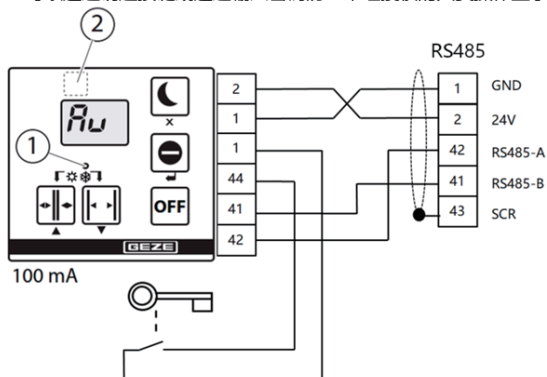 2
RS485
1
GND
2
24V
42
RS485-A
41
RS485-B
43
SCR
2
1
1
44
41
42
Au
1
x
OFF
GEZE
100 mA